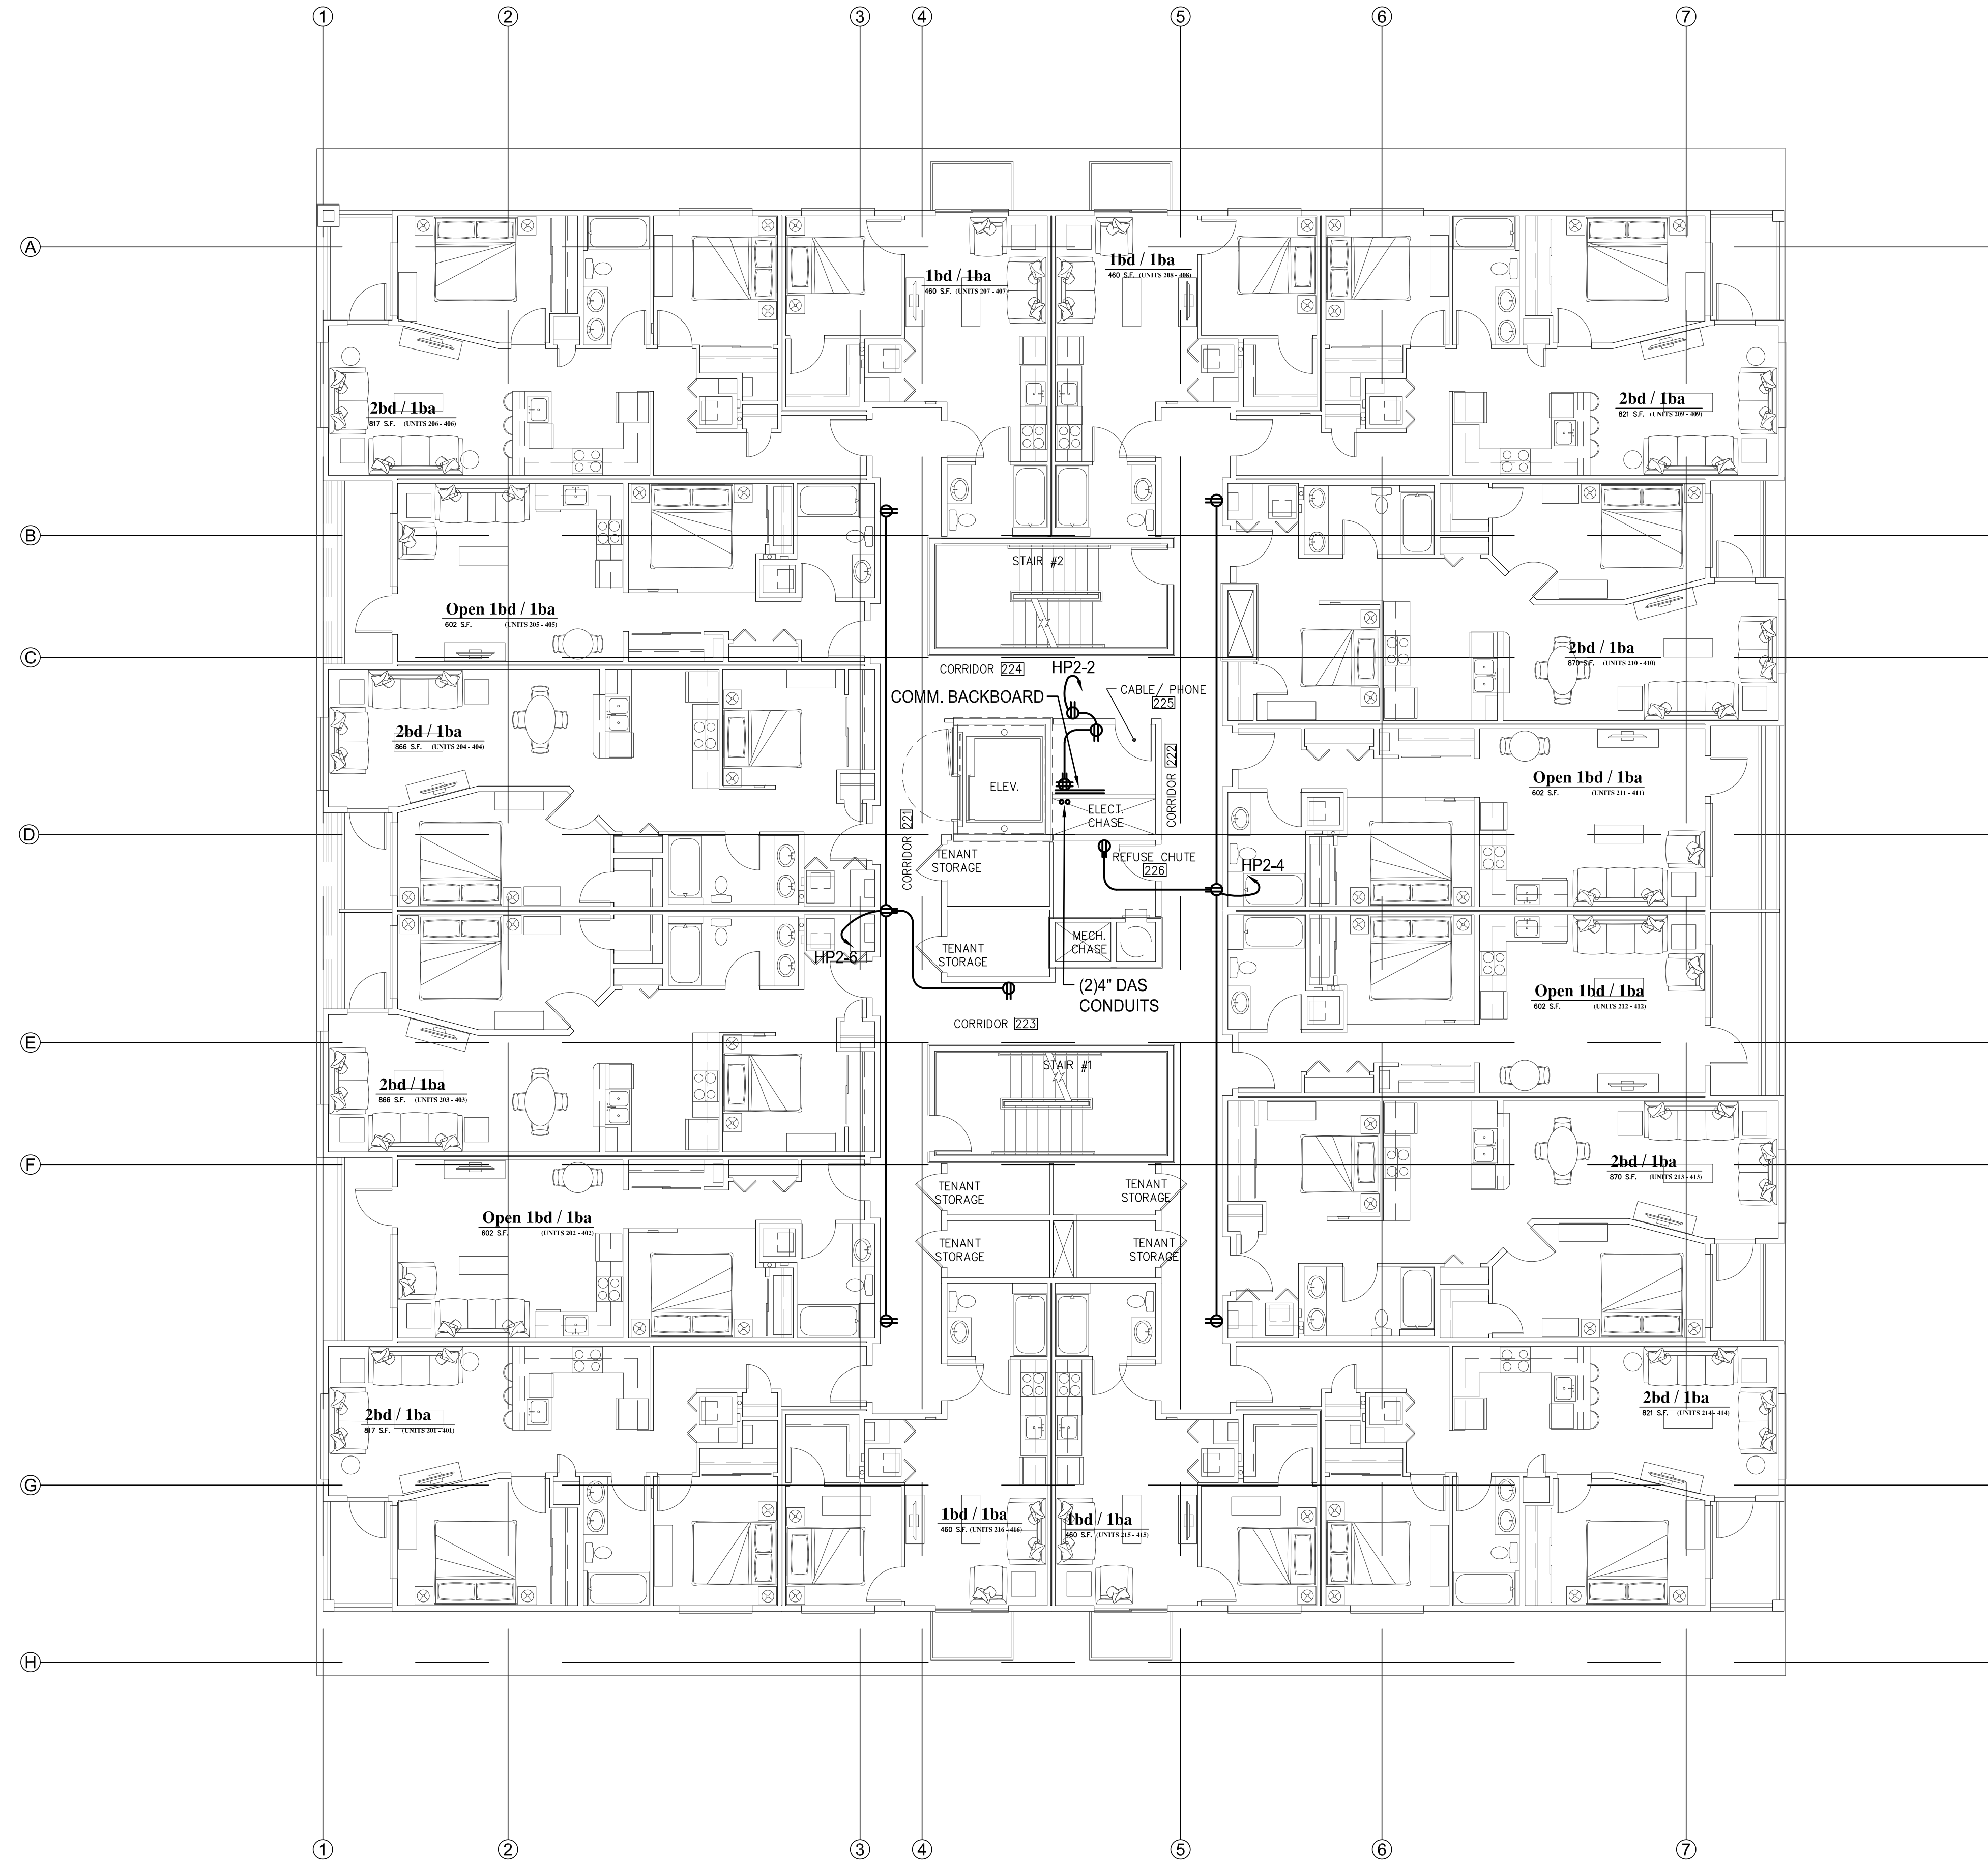 1 2 3 4 5 6 7
A
1bd / 1ba
460 S.F. (UNITS 207 - 407)
1bd / 1ba
460 S.F. (UNITS 208 - 408)
2bd / 1ba
817 S.F. (UNITS 206 - 406)
2bd / 1ba
821 S.F. (UNITS 209 - 409)
B
STAIR #2
Open 1bd / 1ba
602 S.F. (UNITS 205 - 405)
2bd / 1ba
870 S.F. (UNITS 210 - 410)
C
CORRIDOR 224
HP2-2
COMM. BACKBOARD
CABLE/ PHONE
225
2bd / 1ba
866 S.F. (UNITS 204 - 404)
CORRIDOR 222
Open 1bd / 1ba
602 S.F. (UNITS 211 - 411)
ELEV.
ELECT.
CHASE
D
CORRIDOR 221
TENANT
STORAGE
REFUSE CHUTE
226
HP2-4
HP2-6
TENANT
STORAGE
MECH.
CHASE
(2)4" DAS
CONDUITS
Open 1bd / 1ba
602 S.F. (UNITS 212 - 412)
CORRIDOR 223
E
STAIR #1
2bd / 1ba
866 S.F. (UNITS 203 - 403)
F
2bd / 1ba
870 S.F. (UNITS 213 - 413)
TENANT
STORAGE
TENANT
STORAGE
Open 1bd / 1ba
602 S.F. (UNITS 202 - 402)
TENANT
STORAGE
TENANT
STORAGE
2bd / 1ba
817 S.F. (UNITS 201 - 401)
2bd / 1ba
821 S.F. (UNITS 214 - 414)
G
1bd / 1ba
460 S.F. (UNITS 216 - 416)
1bd / 1ba
460 S.F. (UNITS 215 - 415)
H
1 2 3 4 5 6 7